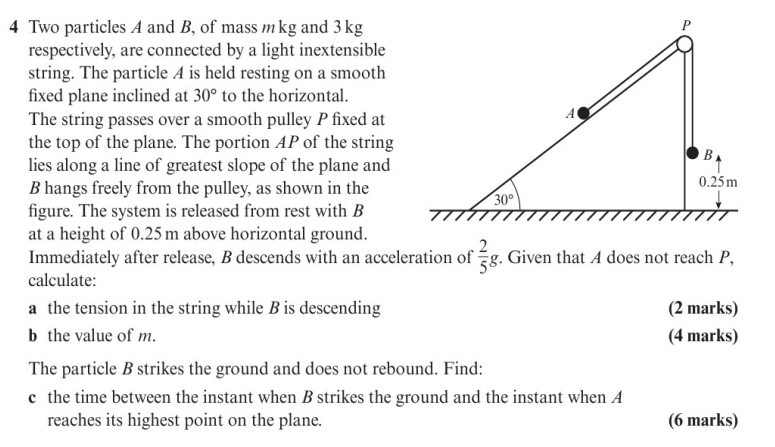 4 Two particles A and B, of mass m kg and 3 kg
respectively, are connected by a light inextensible
string. The particle A is held resting on a smooth
fixed plane inclined at 30° to the horizontal.
The string passes over a smooth pulley P fixed at
the top of the plane. The portion AP of the string
lies along a line of greatest slope of the plane and
B hangs freely from the pulley, as shown in the
figure. The system is released from rest with B
at a height of 0.25 m above horizontal ground.
P
A
B
0.25 m
30°
Immediately after release, B descends with an acceleration of 2/5 g. Given that A does not reach P,
calculate:
a the tension in the string while B is descending (2 marks)
b the value of m. (4 marks)
The particle B strikes the ground and does not rebound. Find:
c the time between the instant when B strikes the ground and the instant when A
reaches its highest point on the plane. (6 marks)